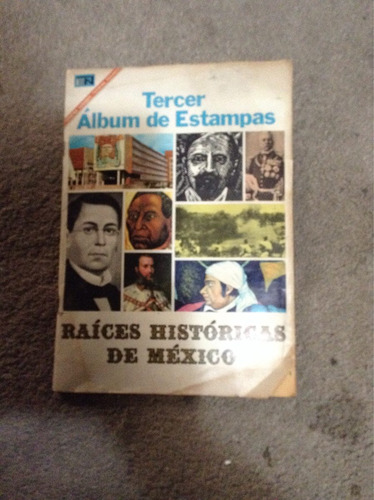 Tercer
Álbum de Estampas
RAÍCES HISTÓRICAS
DE MÉXICO